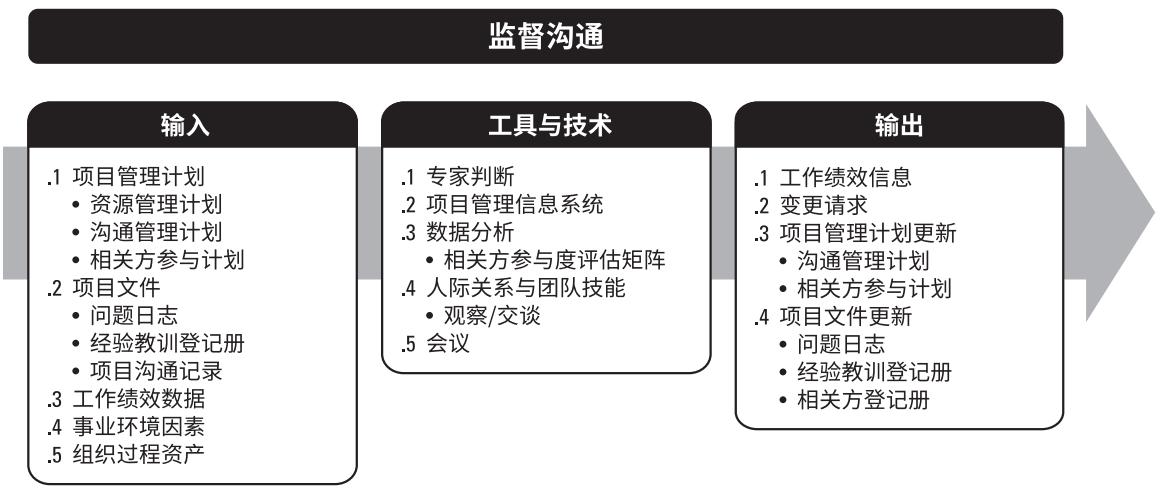 监督沟通
输入
.1 项目管理计划
• 资源管理计划
• 沟通管理计划
• 相关方参与计划
.2 项目文件
• 问题日志
• 经验教训登记册
• 项目沟通记录
.3 工作绩效数据
.4 事业环境因素
.5 组织过程资产
工具与技术
.1 专家判断
.2 项目管理信息系统
.3 数据分析
• 相关方参与度评估矩阵
.4 人际关系与团队技能
• 观察/交谈
.5 会议
输出
.1 工作绩效信息
.2 变更请求
.3 项目管理计划更新
• 沟通管理计划
• 相关方参与计划
.4 项目文件更新
• 问题日志
• 经验教训登记册
• 相关方登记册